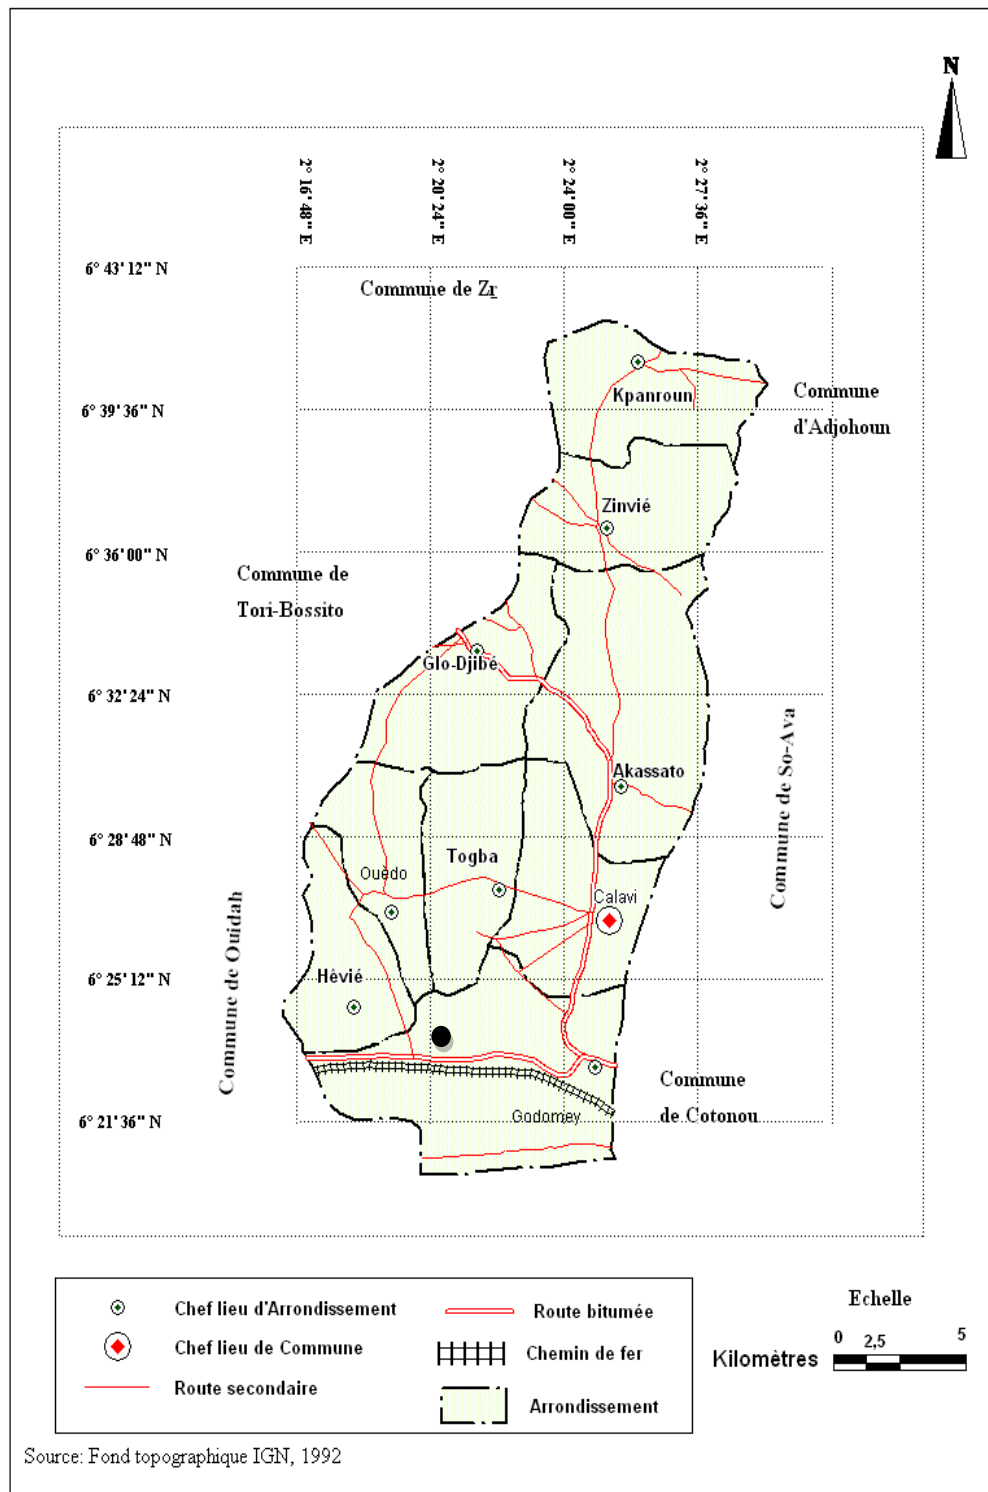 N
2° 16'48" E
2° 20'24" E
2° 24'00" E
2° 27'36" E
6° 43'12" N
Commune de Zr
6° 39'36" N
Kpanroun
Commune
d'Adjohoun
Zinvié
6° 36'00" N
Commune de
Tori-Bossito
Glo-Djibé
6° 32'24" N
Akassato
Commune de So-Ava
6° 28'48" N
Togba
Ouèdo
Calavi
Commune de Ouidah
6° 25'12" N
Hèvié
Commune
de Cotonou
Godomey
6° 21'36" N
Chef lieu d'Arrondissement
Chef lieu de Commune
Route secondaire
Route bitumée
Chemin de fer
Arrondissement
Echelle
0 2,5 5
Kilomètres
Source: Fond topographique IGN, 1992